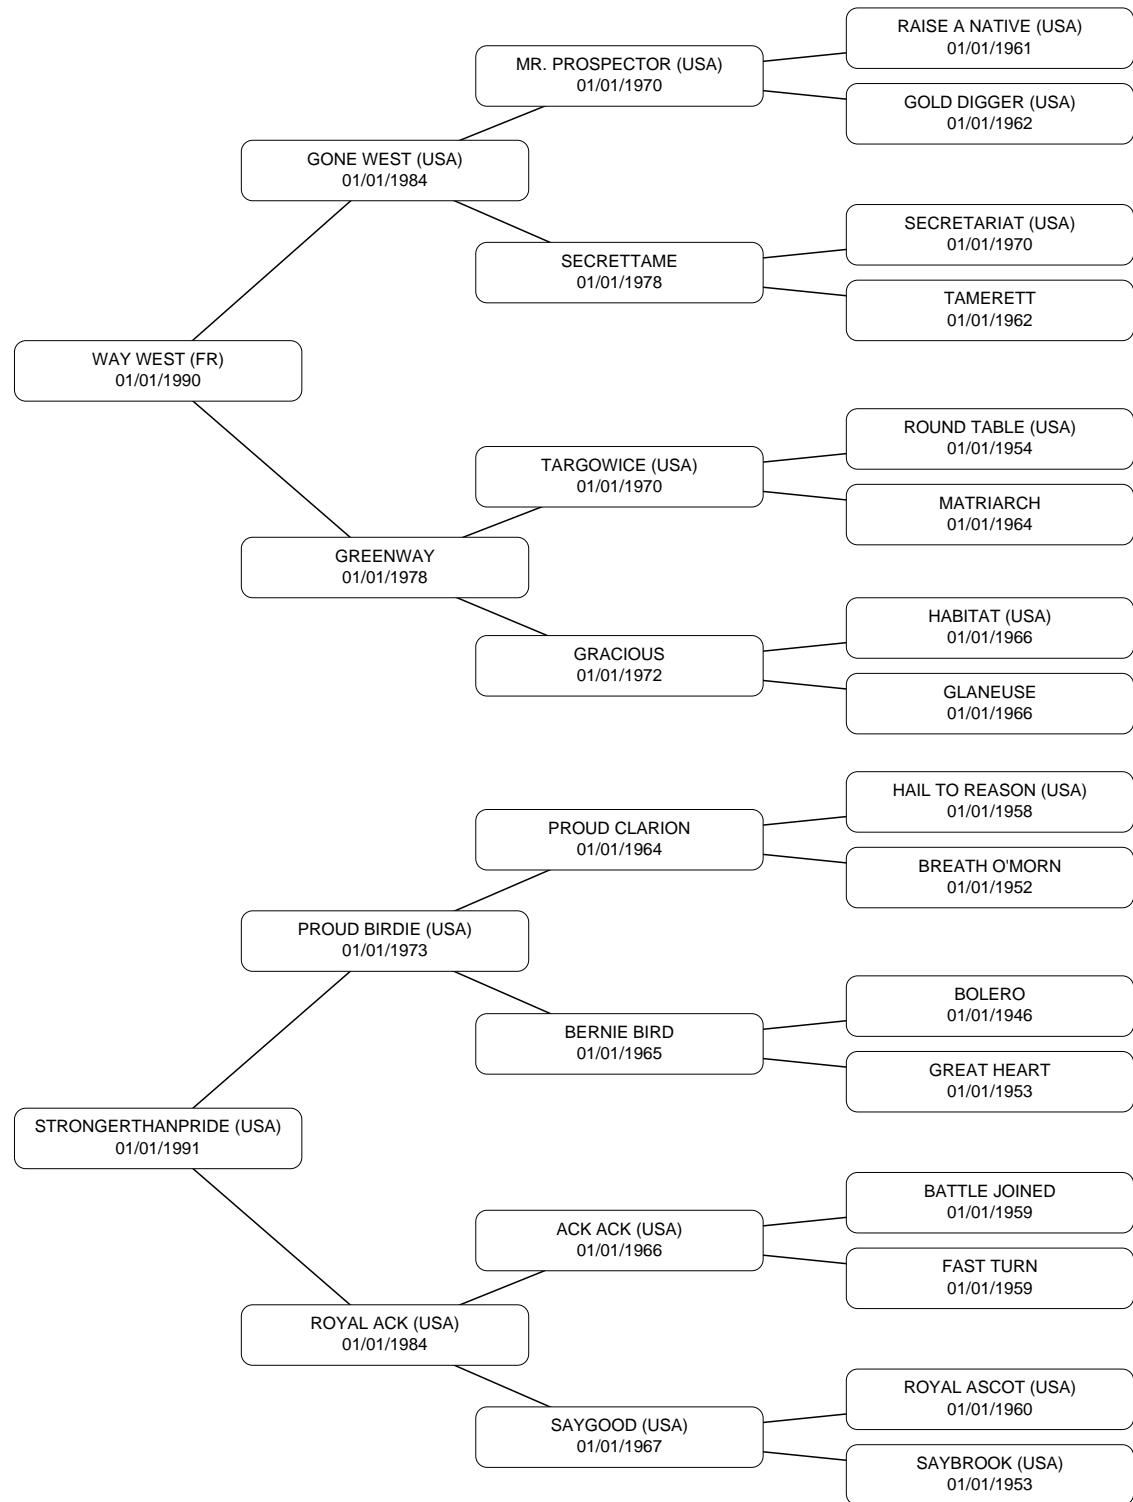 RAISE A NATIVE (USA)
01/01/1961
MR. PROSPECTOR (USA)
01/01/1970
GOLD DIGGER (USA)
01/01/1962
GONE WEST (USA)
01/01/1984
SECRETARIAT (USA)
01/01/1970
SECRETTAME
01/01/1978
TAMERETT
01/01/1962
WAY WEST (FR)
01/01/1990
ROUND TABLE (USA)
01/01/1954
TARGOWICE (USA)
01/01/1970
MATRIARCH
01/01/1964
GREENWAY
01/01/1978
HABITAT (USA)
01/01/1966
GRACIOUS
01/01/1972
GLANEUSE
01/01/1966
HAIL TO REASON (USA)
01/01/1958
PROUD CLARION
01/01/1964
BREATH O'MORN
01/01/1952
PROUD BIRDIE (USA)
01/01/1973
BOLERO
01/01/1946
BERNIE BIRD
01/01/1965
GREAT HEART
01/01/1953
STRONGERTHANPRIDE (USA)
01/01/1991
BATTLE JOINED
01/01/1959
ACK ACK (USA)
01/01/1966
FAST TURN
01/01/1959
ROYAL ACK (USA)
01/01/1984
ROYAL ASCOT (USA)
01/01/1960
SAYGOOD (USA)
01/01/1967
SAYBROOK (USA)
01/01/1953